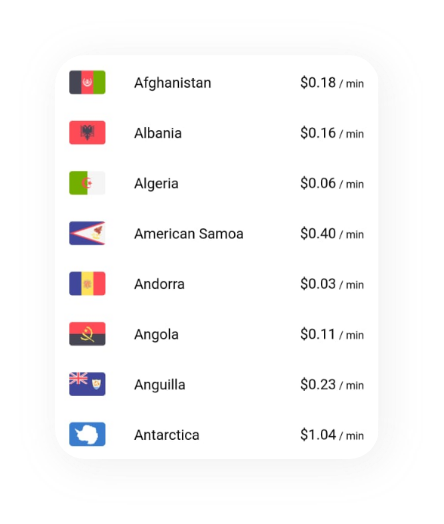 Afghanistan $0.18 / min
Albania $0.16 / min
Algeria $0.06 / min
American Samoa $0.40 / min
Andorra $0.03 / min
Angola $0.11 / min
Anguilla $0.23 / min
Antarctica $1.04 / min